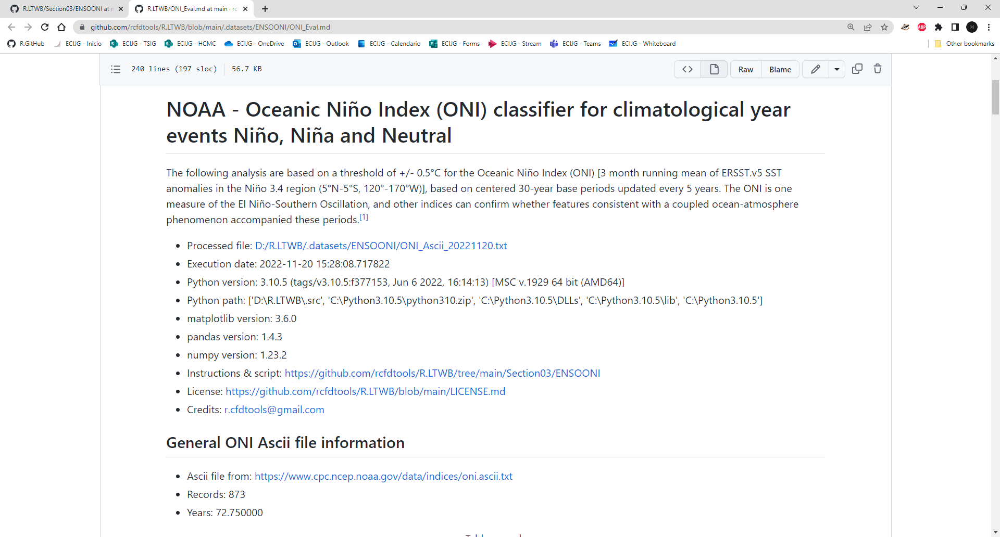 R.LTWB/Section03/ENSOONI at
R.LTWB/ONI_Eval.md at main ·
github.com/rcfdtools/R.LTWB/blob/main/.datasets/ENSOONI/ONI_Eval.md
ABP
R.GitHub ECIJG - Inicio ECIJG - TSIG ECIJG - HCMC ECIJG - OneDrive ECIJG - Outlook ECIJG - Calendario ECIJG - Forms ECIJG - Stream ECIJG - Teams ECIJG - Whiteboard Other bookmarks
240 lines (197 sloc) 56.7 KB Raw Blame
NOAA - Oceanic Niño Index (ONI) classifier for climatological year
events Niño, Niña and Neutral
The following analysis are based on a threshold of +/- 0.5°C for the Oceanic Niño Index (ONI) [3 month running mean of ERSST.v5 SST
anomalies in the Niño 3.4 region (5°N-5°S, 120°-170°W)], based on centered 30-year base periods updated every 5 years. The ONI is one
measure of the El Niño-Southern Oscillation, and other indices can confirm whether features consistent with a coupled ocean-atmosphere
phenomenon accompanied these periods.[1]
• Processed file: D:/R.LTWB/.datasets/ENSOONI/ONI_Ascii_20221120.txt
• Execution date: 2022-11-20 15:28:08.717822
• Python version: 3.10.5 (tags/v3.10.5:f377153, Jun 6 2022, 16:14:13) [MSC v.1929 64 bit (AMD64)]
• Python path: ['D:\R.LTWB\.src', 'C:\Python3.10.5\python310.zip', 'C:\Python3.10.5\DLLs', 'C:\Python3.10.5\lib', 'C:\Python3.10.5']
• matplotlib version: 3.6.0
• pandas version: 1.4.3
• numpy version: 1.23.2
• Instructions & script: https://github.com/rcfdtools/R.LTWB/tree/main/Section03/ENSOONI
• License: https://github.com/rcfdtools/R.LTWB/blob/main/LICENSE.md
• Credits: r.cfdtools@gmail.com
General ONI Ascii file information
• Ascii file from: https://www.cpc.ncep.noaa.gov/data/indices/oni.ascii.txt
• Records: 873
• Years: 72.750000